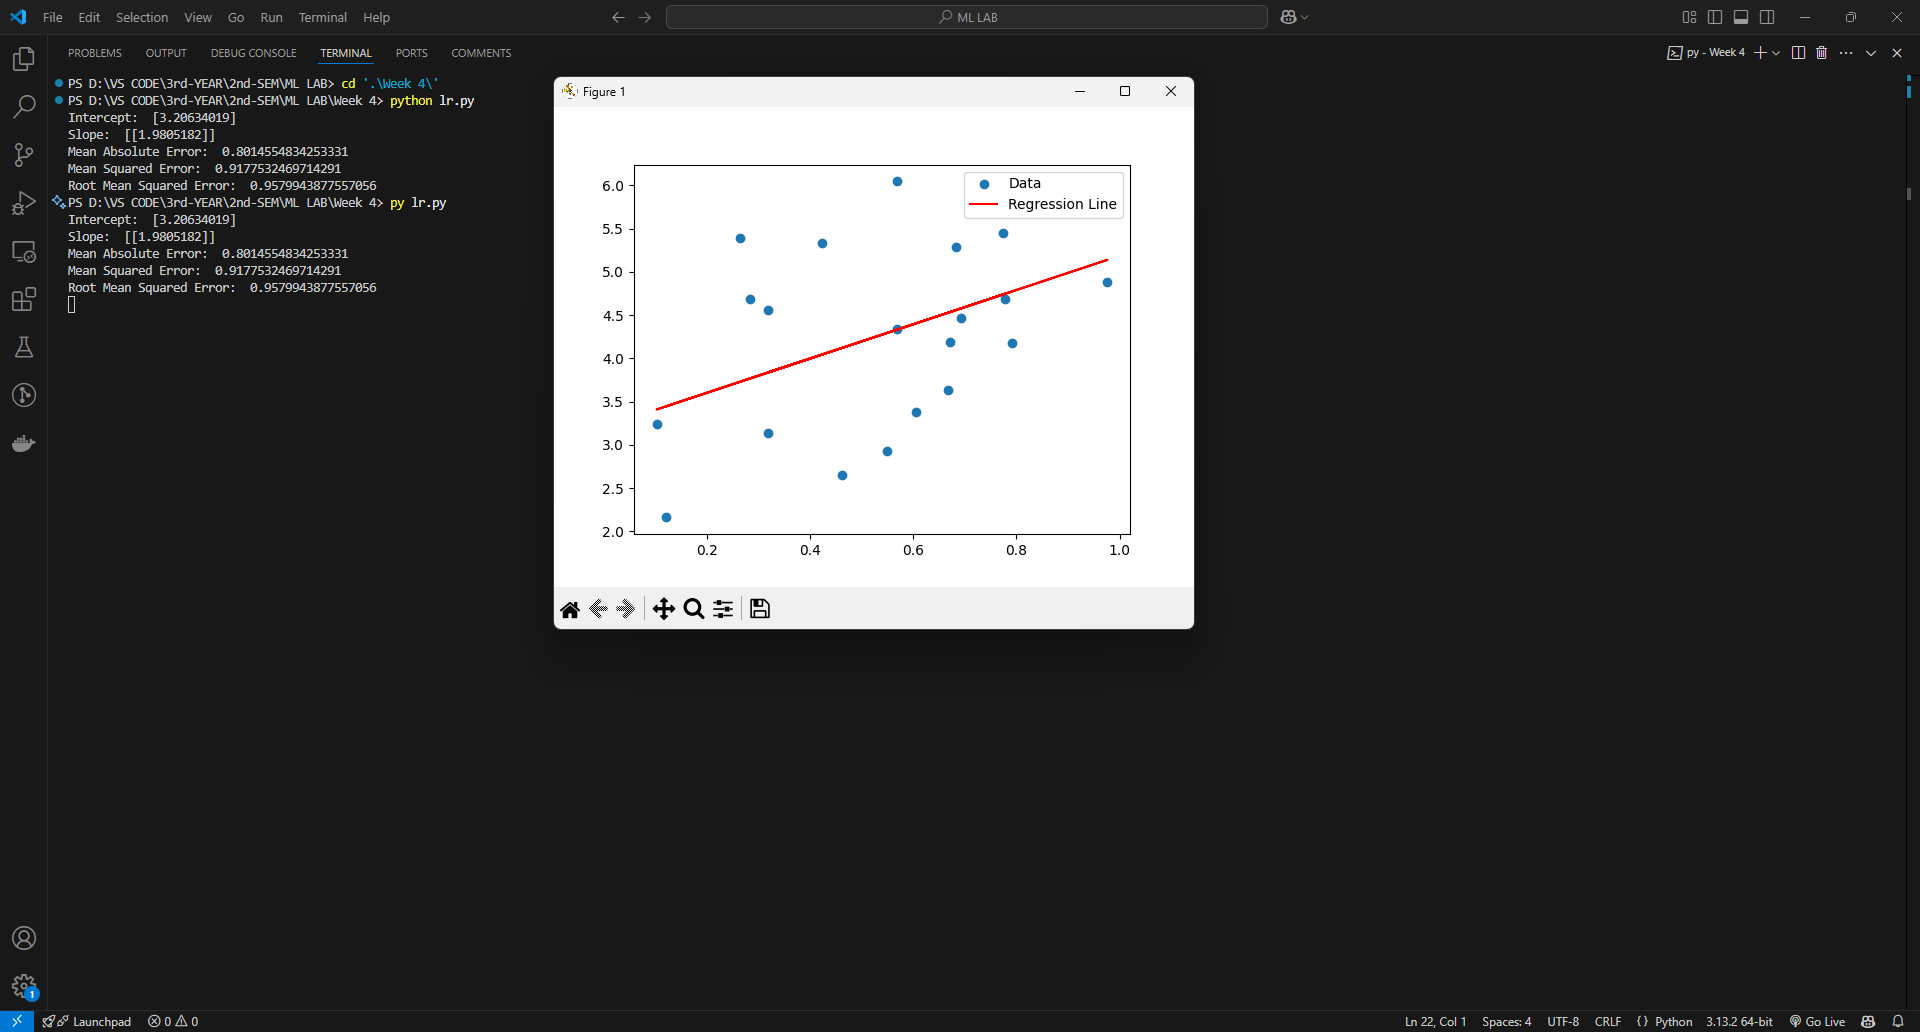 File Edit Selection View Go Run Terminal Help
ML LAB
PROBLEMS OUTPUT DEBUG CONSOLE TERMINAL PORTS COMMENTS
py - Week 4
PS D:\VS CODE\3rd-YEAR\2nd-SEM\ML LAB> cd '.\Week 4\'
PS D:\VS CODE\3rd-YEAR\2nd-SEM\ML LAB\Week 4> python lr.py
Intercept:  [3.20634019]
Slope:  [[1.9805182]]
Mean Absolute Error:  0.8014554834253331
Mean Squared Error:  0.9177532469714291
Root Mean Squared Error:  0.9579943877557056
PS D:\VS CODE\3rd-YEAR\2nd-SEM\ML LAB\Week 4> py lr.py
Intercept:  [3.20634019]
Slope:  [[1.9805182]]
Mean Absolute Error:  0.8014554834253331
Mean Squared Error:  0.9177532469714291
Root Mean Squared Error:  0.9579943877557056
Figure 1
Data
Regression Line
6.0
5.5
5.0
4.5
4.0
3.5
3.0
2.5
2.0
0.2 0.4 0.6 0.8 1.0
1
Launchpad 0 0
Ln 22, Col 1 Spaces: 4 UTF-8 CRLF {} Python 3.13.2 64-bit Go Live